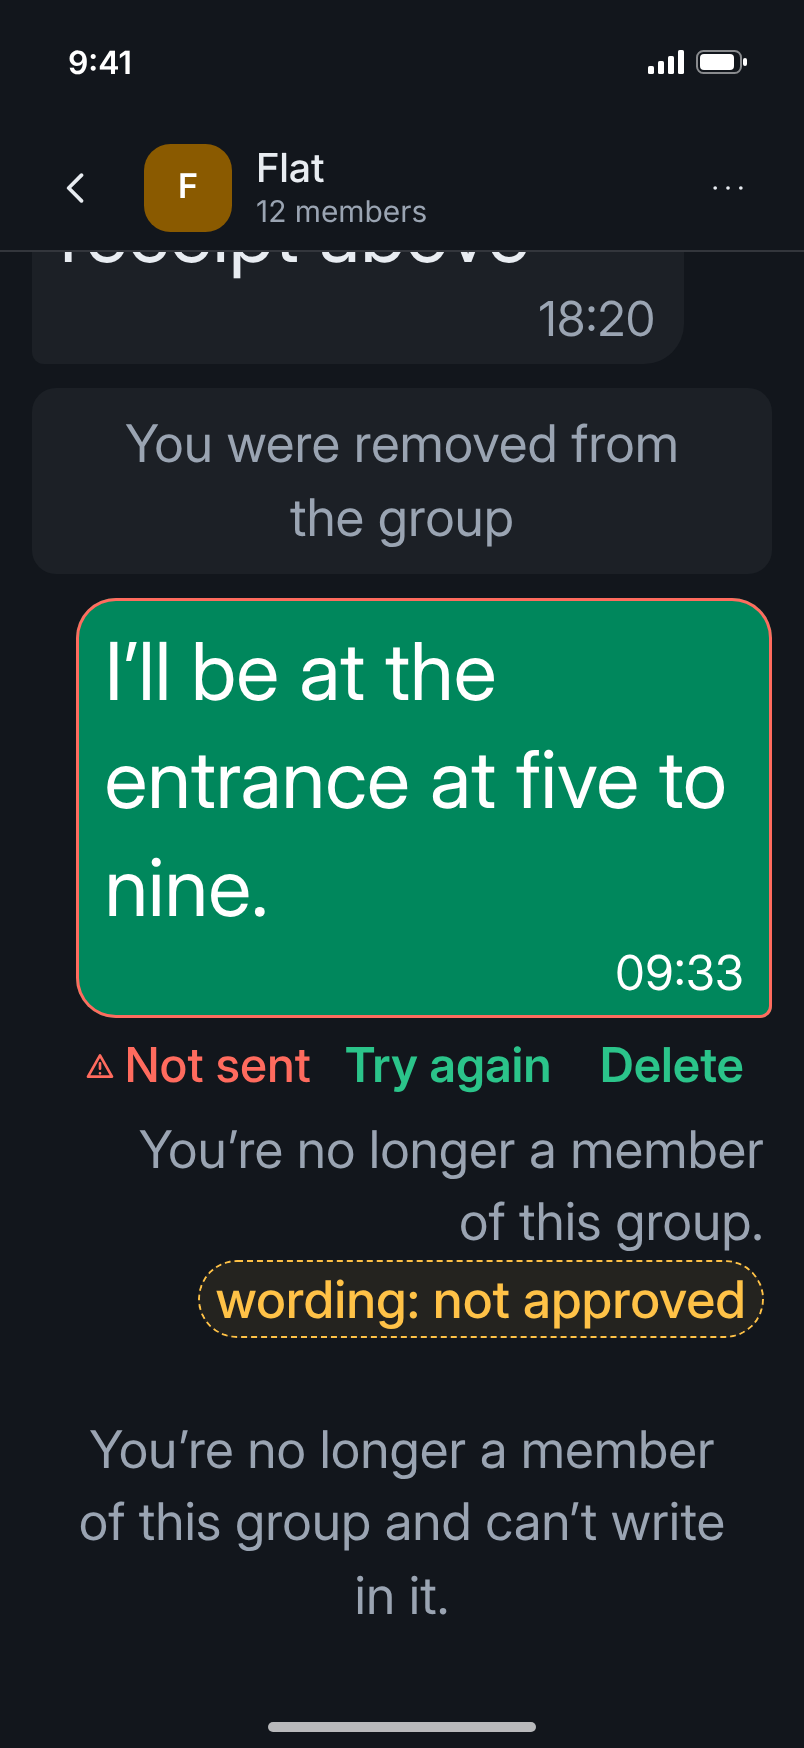 9:41
F
Flat
12 members
...
receipt above
18:20
You were removed from
the group
I’ll be at the
entrance at five to
nine.
09:33
Not sent Try again Delete
You’re no longer a member
of this group.
wording: not approved
You’re no longer a member
of this group and can’t write
in it.